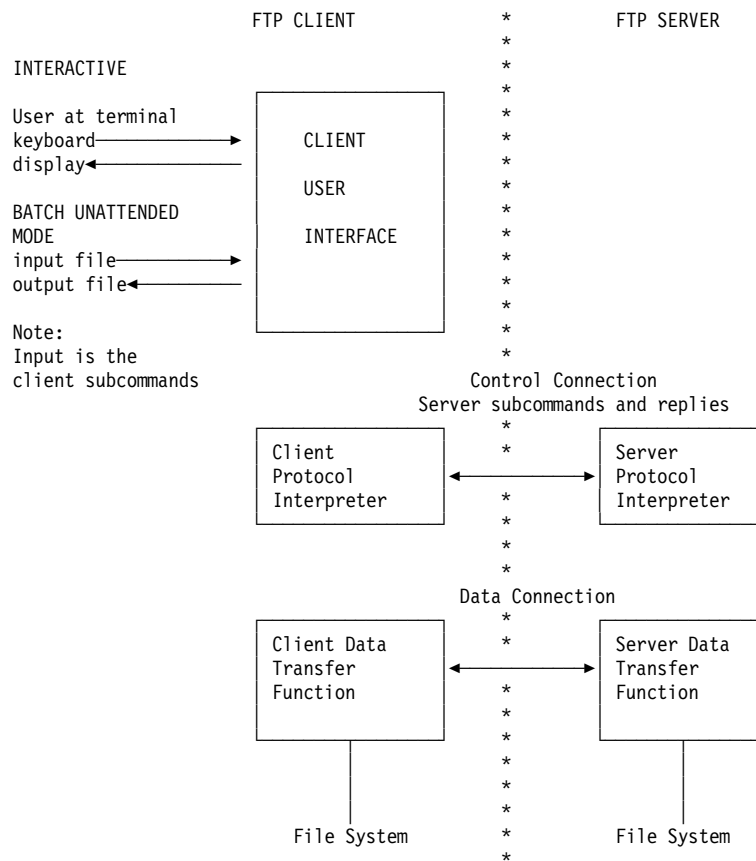 FTP CLIENT * FTP SERVER
*
INTERACTIVE *
*
User at terminal *
keyboard CLIENT *
display *
USER *
BATCH UNATTENDED *
MODE INTERFACE *
input file *
output file *
*
Note: *
Input is the *
client subcommands Control Connection
Server subcommands and replies
*
Client * Server
Protocol Protocol
Interpreter * Interpreter
*
*
*
Data Connection
*
Client Data * Server Data
Transfer Transfer
Function * Function
*
*
*
*
*
File System * File System
*